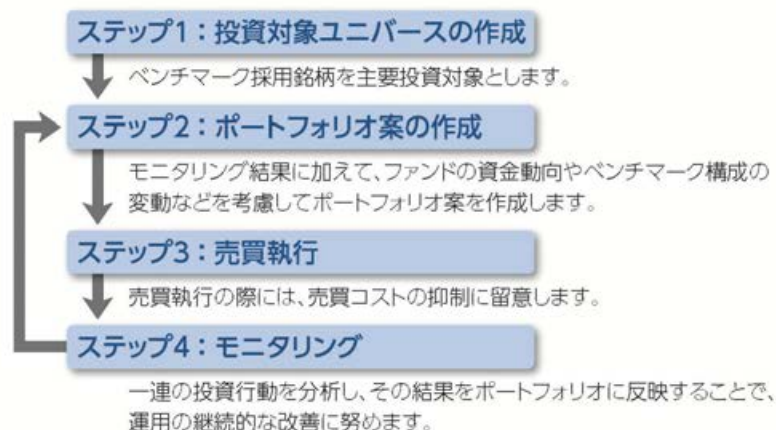 ステップ1：投資対象ユニバースの作成
ベンチマーク採用銘柄を主要投資対象とします。
ステップ2：ポートフォリオ案の作成
モニタリング結果に加えて、ファンドの資金動向やベンチマーク構成の
変動などを考慮してポートフォリオ案を作成します。
ステップ3：売買執行
売買執行の際には、売買コストの抑制に留意します。
ステップ4：モニタリング
一連の投資行動を分析し、その結果をポートフォリオに反映することで、
運用の継続的な改善に努めます。